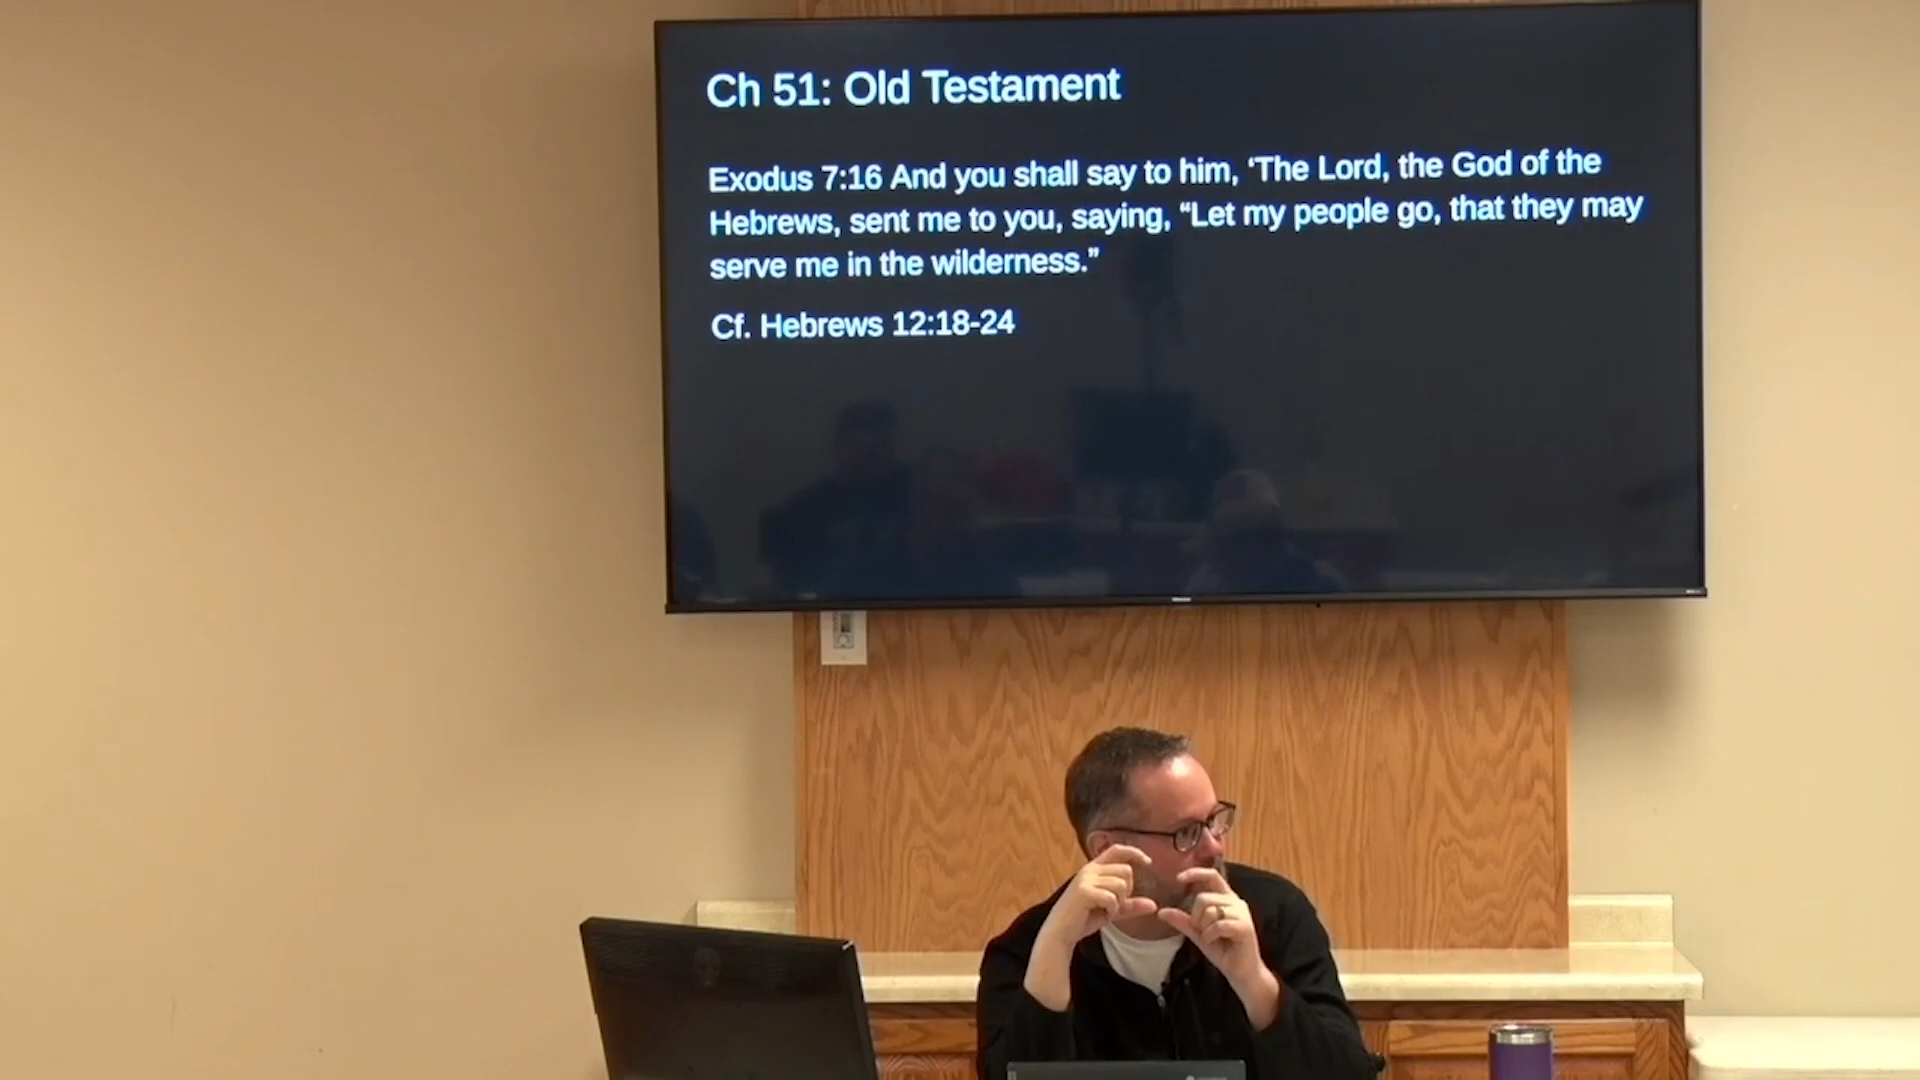 Ch 51: Old Testament
Exodus 7:16 And you shall say to him, ‘The Lord, the God of the
Hebrews, sent me to you, saying, “Let my people go, that they may
serve me in the wilderness.”
Cf. Hebrews 12:18-24